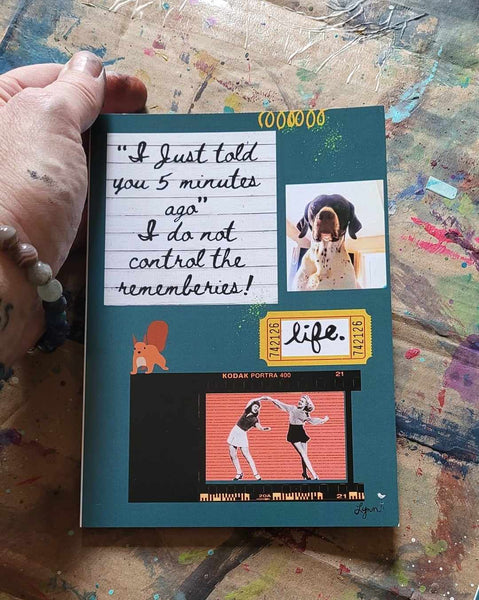 "I Just told
you 5 minutes
ago"
I do not
control the
rememberies!
742126
life.
742126
KODAK PORTRA 400
21
20A
21
Lynn